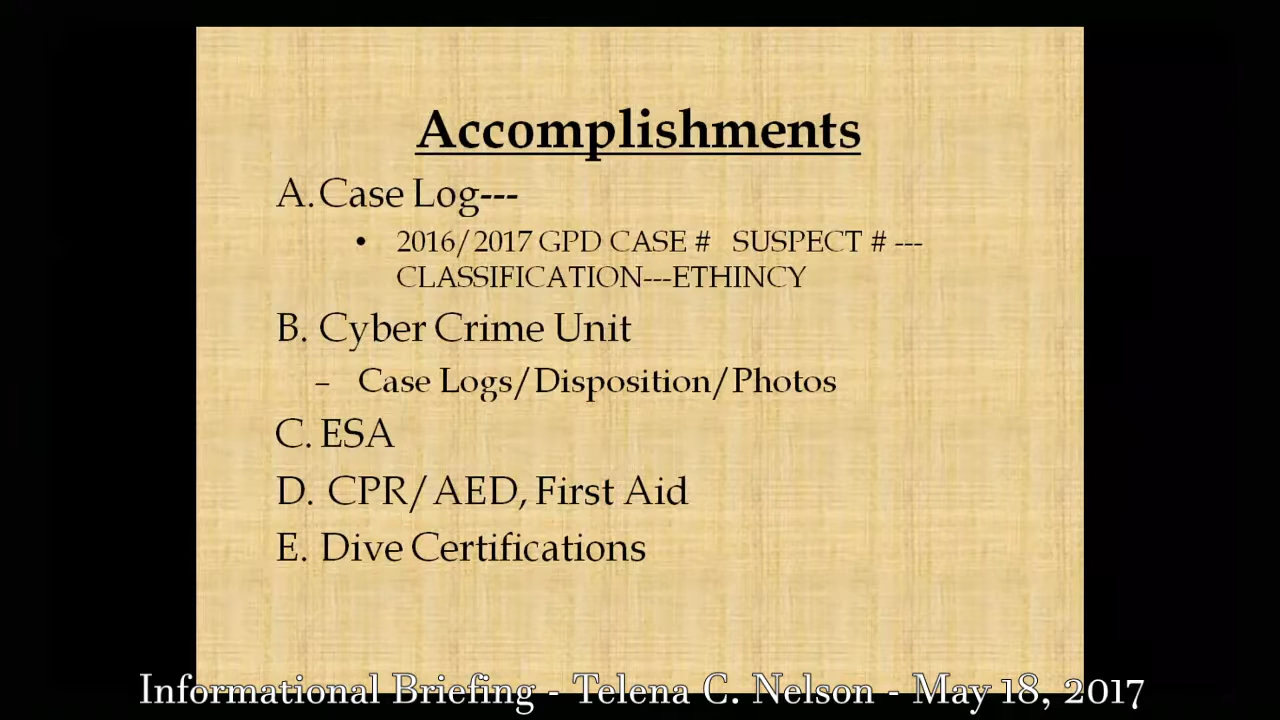 Accomplishments
A. Case Log---
• 2016/2017 GPD CASE # SUSPECT # ---
CLASSIFICATION---ETHINCY
B. Cyber Crime Unit
– Case Logs/Disposition/Photos
C. ESA
D. CPR/AED, First Aid
E. Dive Certifications
Informational Briefing - Telena C. Nelson - May 18, 2017